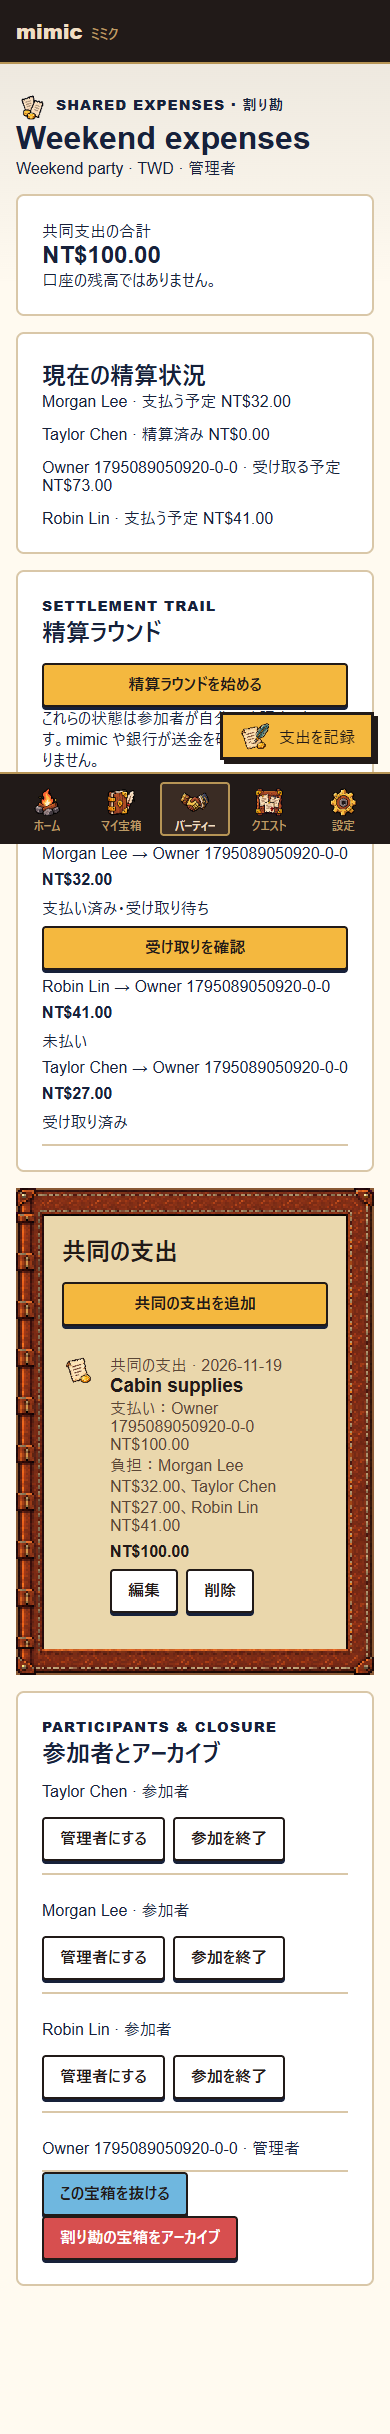 mimic ミミク
SHARED EXPENSES · 割り勘
Weekend expenses
Weekend party · TWD · 管理者
共同支出の合計
NT$100.00
口座の残高ではありません。
現在の精算状況
Morgan Lee · 支払う予定 NT$32.00
Taylor Chen · 精算済み NT$0.00
Owner 1795089050920-0-0 · 受け取る予定
NT$73.00
Robin Lin · 支払う予定 NT$41.00
SETTLEMENT TRAIL
精算ラウンド
精算ラウンドを始める
これらの状態は参加者が自
す。mimic や銀行が送金を
りません。
支出を記録
ホーム
マイ宝箱
パーティー
クエスト
設定
Morgan Lee → Owner 1795089050920-0-0
NT$32.00
支払い済み・受け取り待ち
受け取りを確認
Robin Lin → Owner 1795089050920-0-0
NT$41.00
未払い
Taylor Chen → Owner 1795089050920-0-0
NT$27.00
受け取り済み
共同の支出
共同の支出を追加
共同の支出 · 2026-11-19
Cabin supplies
支払い：Owner
1795089050920-0-0
NT$100.00
負担：Morgan Lee
NT$32.00、Taylor Chen
NT$27.00、Robin Lin
NT$41.00
NT$100.00
編集
削除
PARTICIPANTS & CLOSURE
参加者とアーカイブ
Taylor Chen · 参加者
管理者にする
参加を終了
Morgan Lee · 参加者
管理者にする
参加を終了
Robin Lin · 参加者
管理者にする
参加を終了
Owner 1795089050920-0-0 · 管理者
この宝箱を抜ける
割り勘の宝箱をアーカイブ